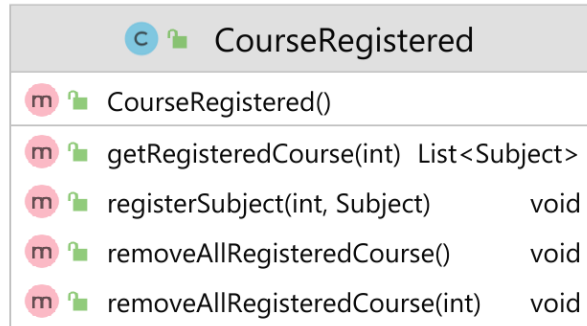 C CourseRegistered
m CourseRegistered()
m getRegisteredCourse(int) List<Subject>
m registerSubject(int, Subject) void
m removeAllRegisteredCourse() void
m removeAllRegisteredCourse(int) void